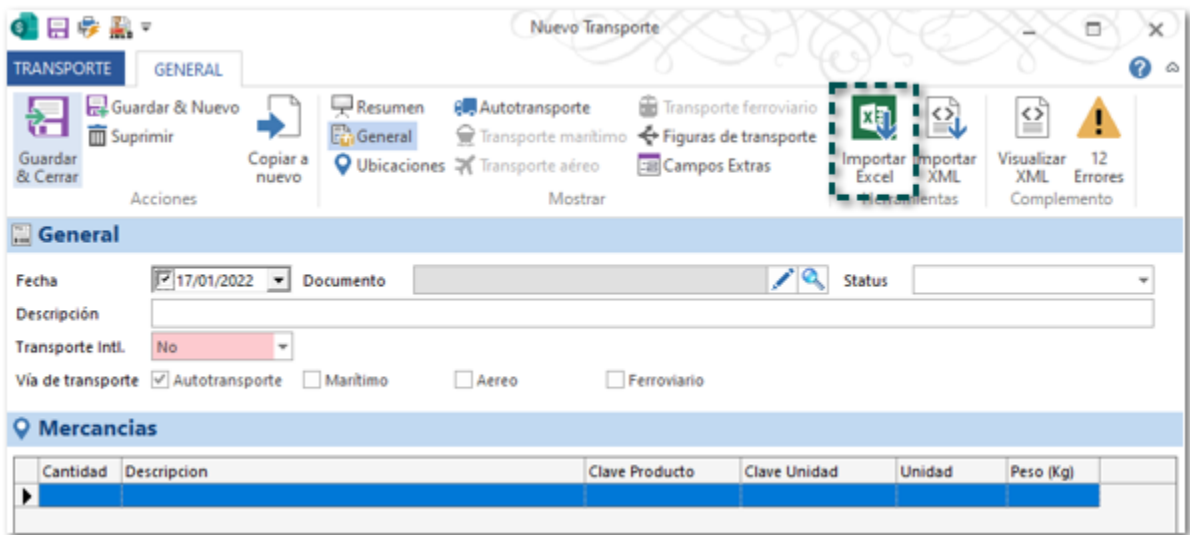 Nuevo Transporte
TRANSPORTE GENERAL
Guardar & Cerrar
Guardar & Nuevo
Suprimir
Copiar a nuevo
Acciones
Resumen
General
Ubicaciones
Autotransporte
Transporte marítimo
Transporte aéreo
Transporte ferroviario
Figuras de transporte
Campos Extras
Mostrar
Importar Excel
Importar XML
Herramientas
Visualizar XML
12 Errores
Complemento
General
Fecha 17/01/2022 Documento Status
Descripción
Transporte Intl. No
Vía de transporte Autotransporte Marítimo Aereo Ferroviario
Mercancias
Cantidad Descripcion Clave Producto Clave Unidad Unidad Peso (Kg)